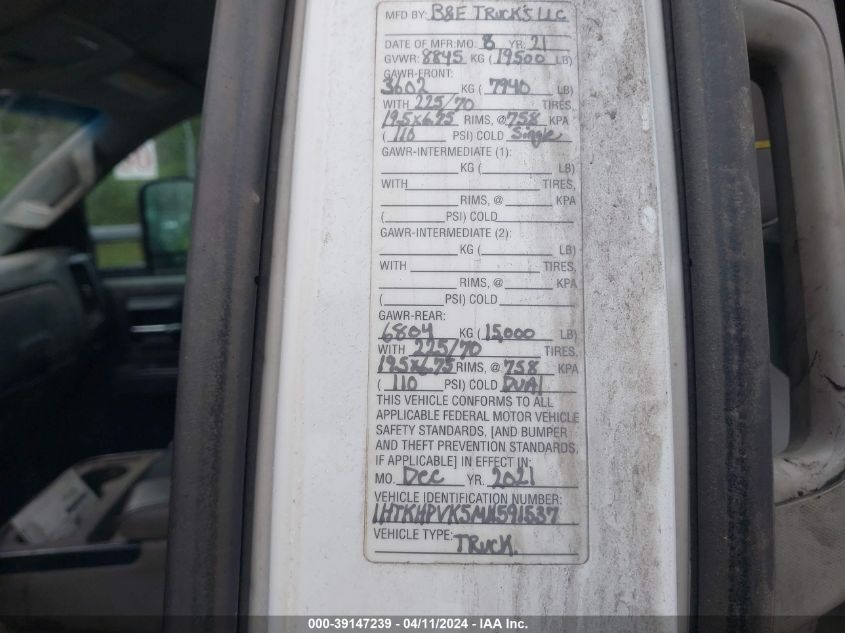 MFD BY: B&E TRUCKS LLC
DATE OF MFR: MO. 8 YR: 21
GVWR: 8845 KG ( 19500 LB)
GAWR-FRONT:
3602 KG ( 7940 LB)
WITH 225/70 TIRES,
19.5x6.75 RIMS, @ 758 KPA
( 110 PSI) COLD Single
GAWR-INTERMEDIATE (1):
KG ( LB)
WITH TIRES,
RIMS, @ KPA
( PSI) COLD
GAWR-INTERMEDIATE (2):
KG ( LB)
WITH TIRES,
RIMS, @ KPA
( PSI) COLD
GAWR-REAR:
6804 KG ( 15,000 LB)
WITH 225/70 TIRES,
19.5x6.75 RIMS, @ 758 KPA
( 110 PSI) COLD DUAl
THIS VEHICLE CONFORMS TO ALL
APPLICABLE FEDERAL MOTOR VEHICLE
SAFETY STANDARDS, [AND BUMPER
AND THEFT PREVENTION STANDARDS,
IF APPLICABLE] IN EFFECT IN:
MO. Dec YR. 2021
VEHICLE IDENTIFICATION NUMBER:
1HTKHPVK5MH591537
VEHICLE TYPE: TRUCK.
000-39147239 - 04/11/2024 - IAA Inc.